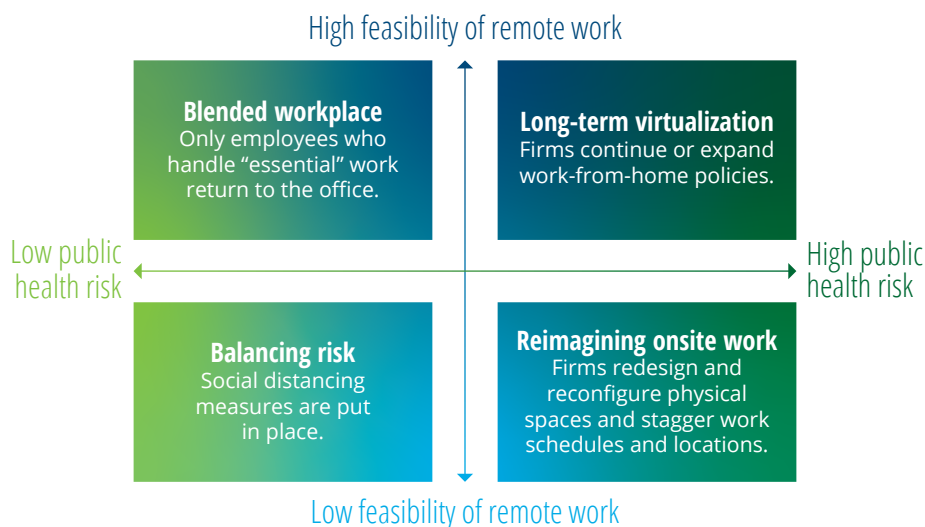 High feasibility of remote work
Blended workplace
Only employees who
handle “essential” work
return to the office.
Long-term virtualization
Firms continue or expand
work-from-home policies.
Low public
health risk
High public
health risk
Balancing risk
Social distancing
measures are put
in place.
Reimagining onsite work
Firms redesign and
reconfigure physical
spaces and stagger work
schedules and locations.
Low feasibility of remote work